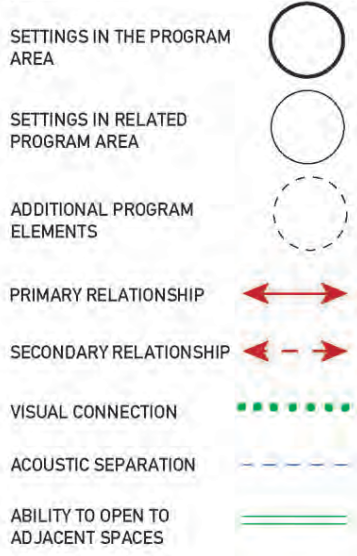 SETTINGS IN THE PROGRAM
AREA
SETTINGS IN RELATED
PROGRAM AREA
ADDITIONAL PROGRAM
ELEMENTS
PRIMARY RELATIONSHIP
SECONDARY RELATIONSHIP
VISUAL CONNECTION
ACOUSTIC SEPARATION
ABILITY TO OPEN TO
ADJACENT SPACES